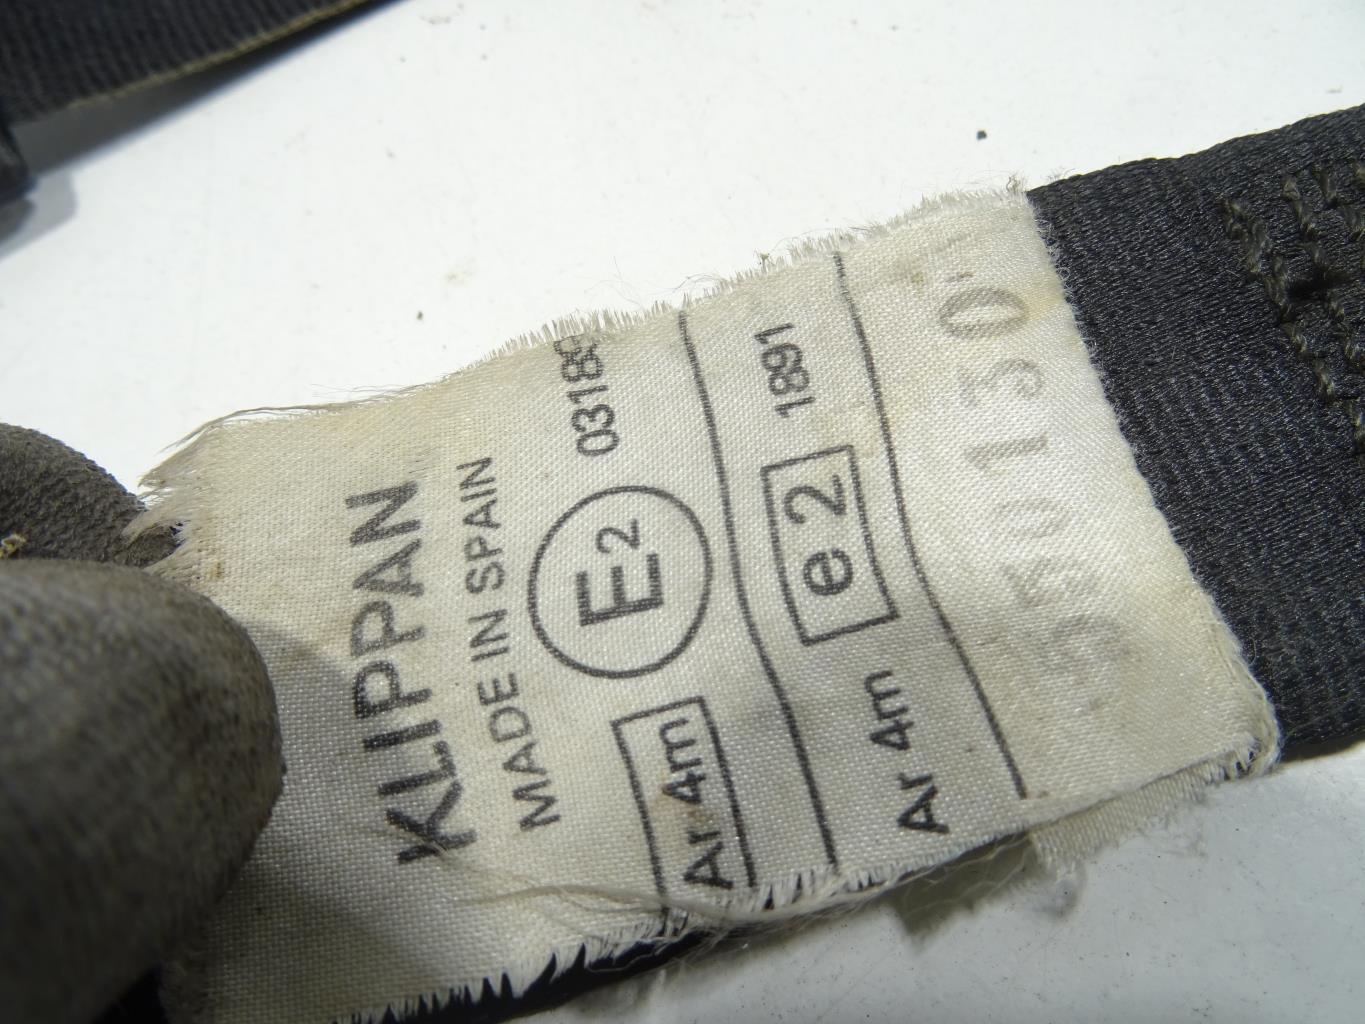 KLIPPAN
MADE IN SPAIN
Ar 4m E2 0318
Ar 4m e2 1891